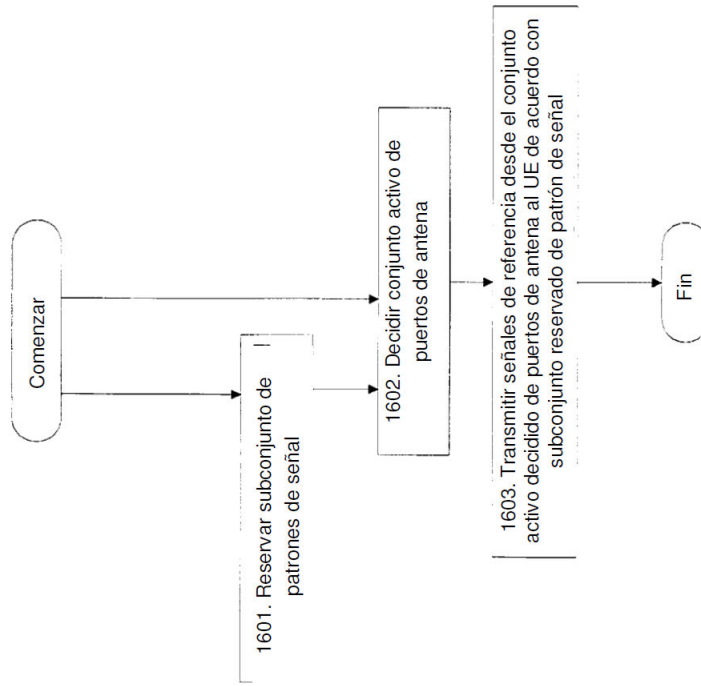 Comenzar
1601. Reservar subconjunto de
patrones de señal
1602. Decidir conjunto activo de
puertos de antena
1603. Transmitir señales de referencia desde el conjunto
activo decidido de puertos de antena al UE de acuerdo con
subconjunto reservado de patrón de señal
Fin